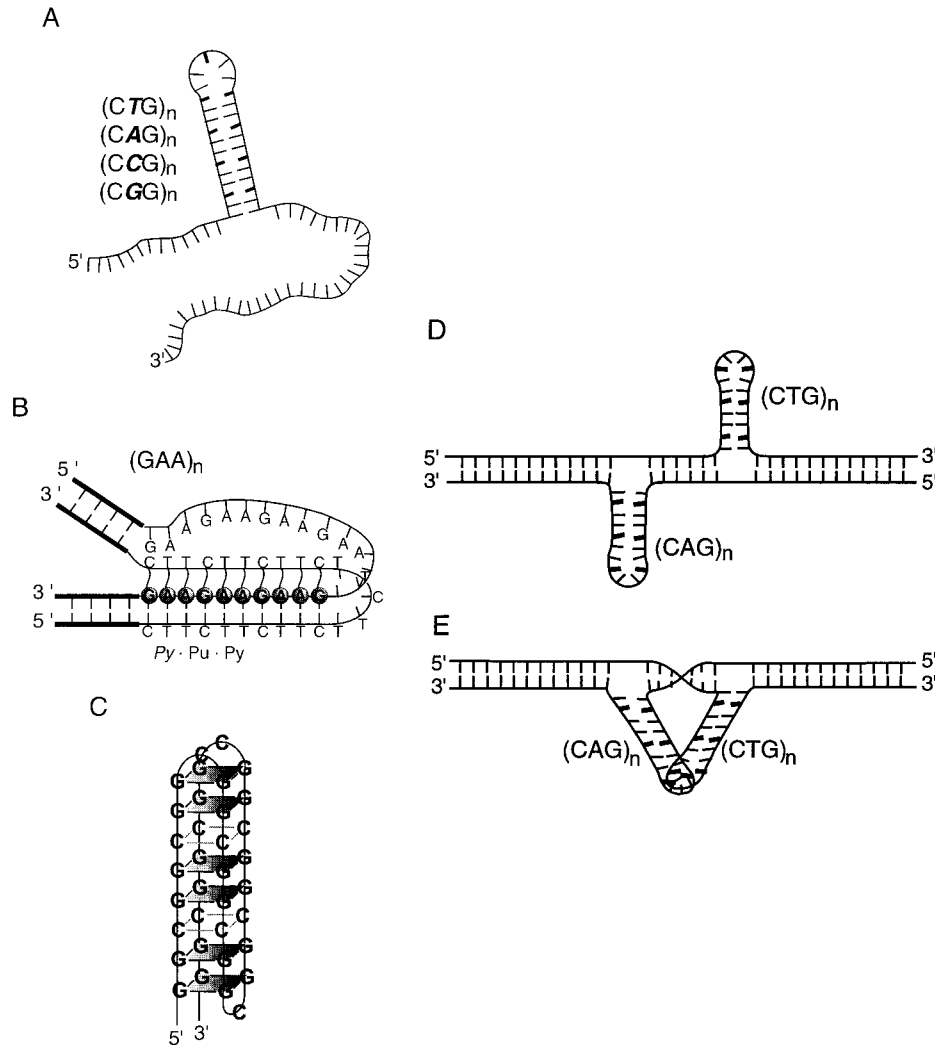 A
(CTG)n
(CAG)n
(CCG)n
(CGG)n
5'
3'
B
(GAA)n
5'
3'
G A A G A A G A A G A A
C T T C T T C T T C T T C
3' G A A G A A G A A G
5' C T T C T T C T T C T T
Py · Pu · Py
C
C C
G G G G
G G G G
C C C C
G G G G
G G G G
C C C C
G G G G
G G G G
C
5' 3'
D
(CTG)n
5' 3'
3' 5'
(CAG)n
E
5' 5'
3' 3'
(CAG)n (CTG)n